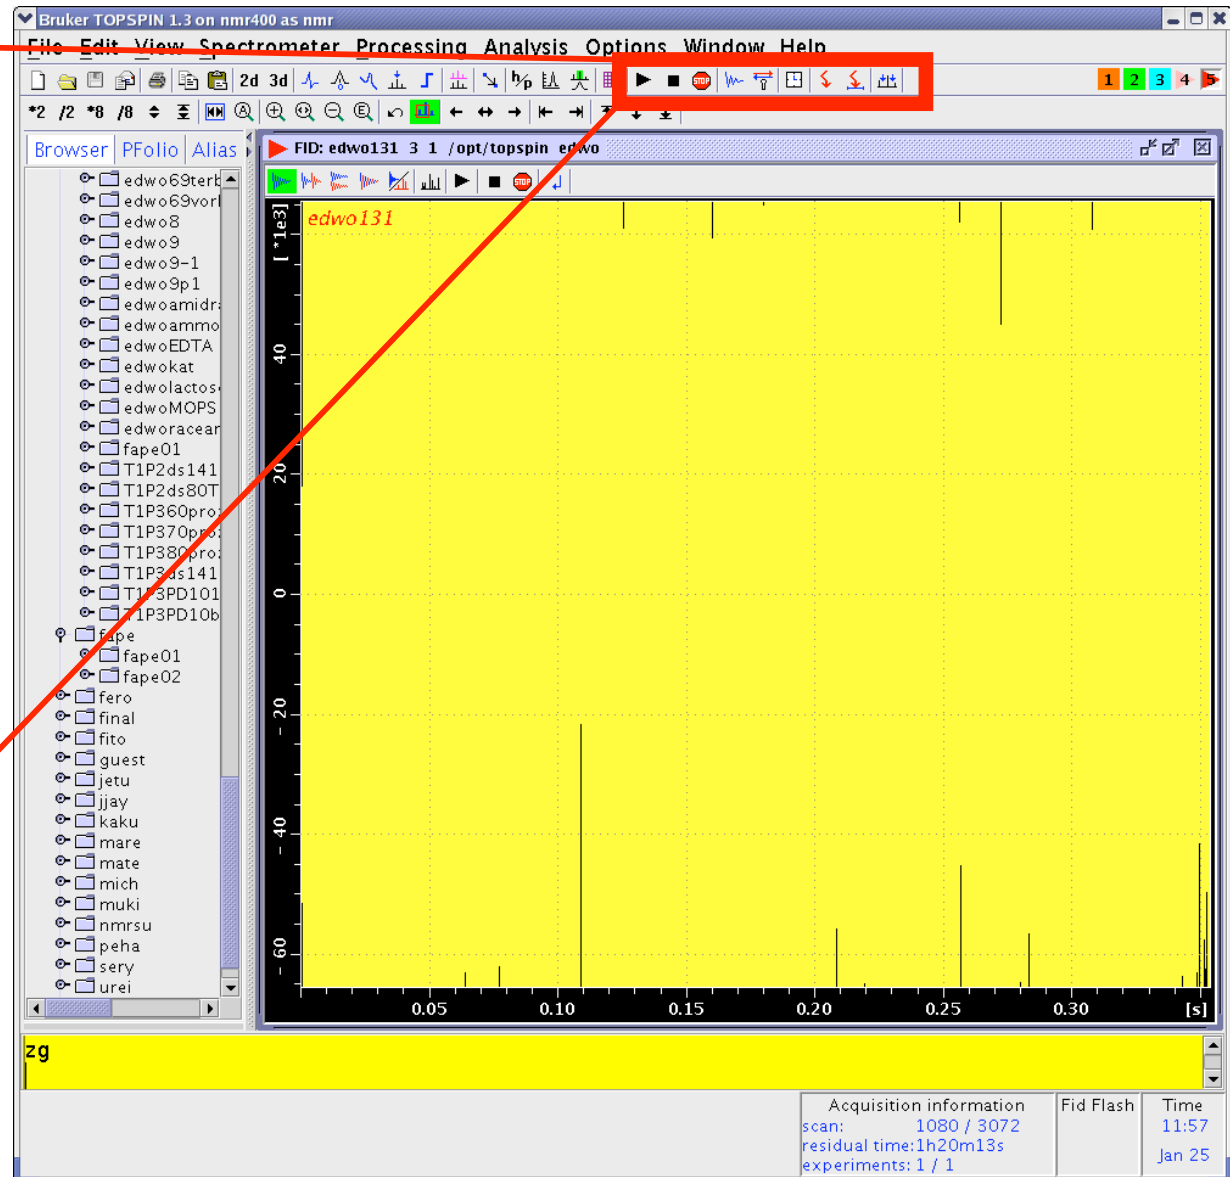 Bruker TOPSPIN 1.3 on nmr400 as nmr
File Edit View Spectrometer Processing Analysis Options Window Help
2d 3d 1 2 3 4 5
*2 /2 *8 /8
Browser PFolio Alias
FID: edwo131 3 1 /opt/topspin edwo
edwo69terb
edwo69vorl
edwo8
edwo9
edwo9-1
edwo9p1
edwoamidr
edwoammo
edwoEDTA
edwokat
edwolactos
edwoMOPS
edworacear
fape01
T1P2ds141
T1P2ds80T
T1P360pro
T1P370pro
T1P380pro
T1P3ds141
T1P3PD101
T1P3PD10b
fape
fape01
fape02
fero
final
fito
guest
jetu
jjay
kaku
mare
mate
mich
muki
nmrsu
peha
sery
urei
edwo131
[*1e3]
40
20
0
-20
-40
-60
0.05 0.10 0.15 0.20 0.25 0.30 [s]
zg
Acquisition information
scan: 1080 / 3072
residual time:1h20m13s
experiments: 1 / 1
Fid Flash
Time
11:57
Jan 25